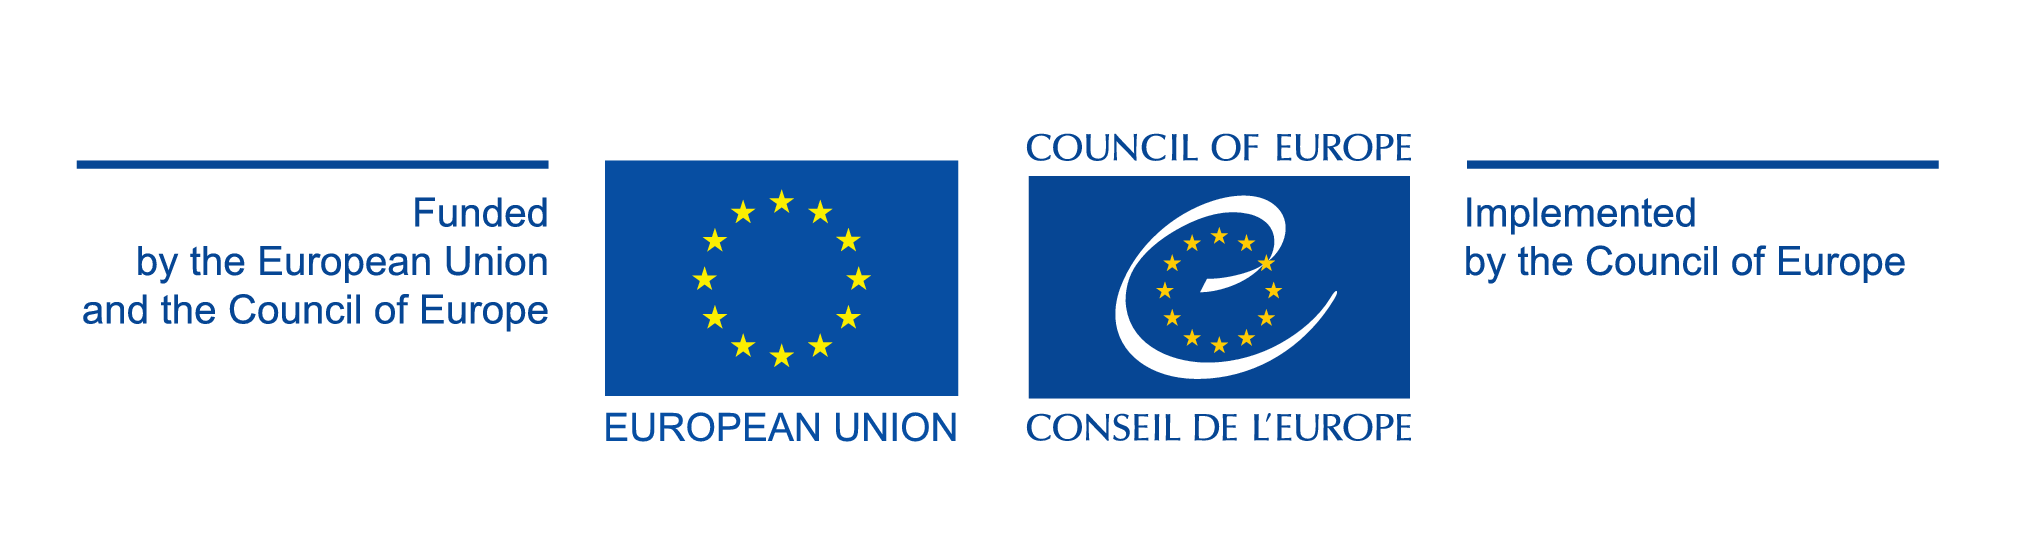 Funded
by the European Union
and the Council of Europe
EUROPEAN UNION
COUNCIL OF EUROPE
CONSEIL DE L'EUROPE
Implemented
by the Council of Europe